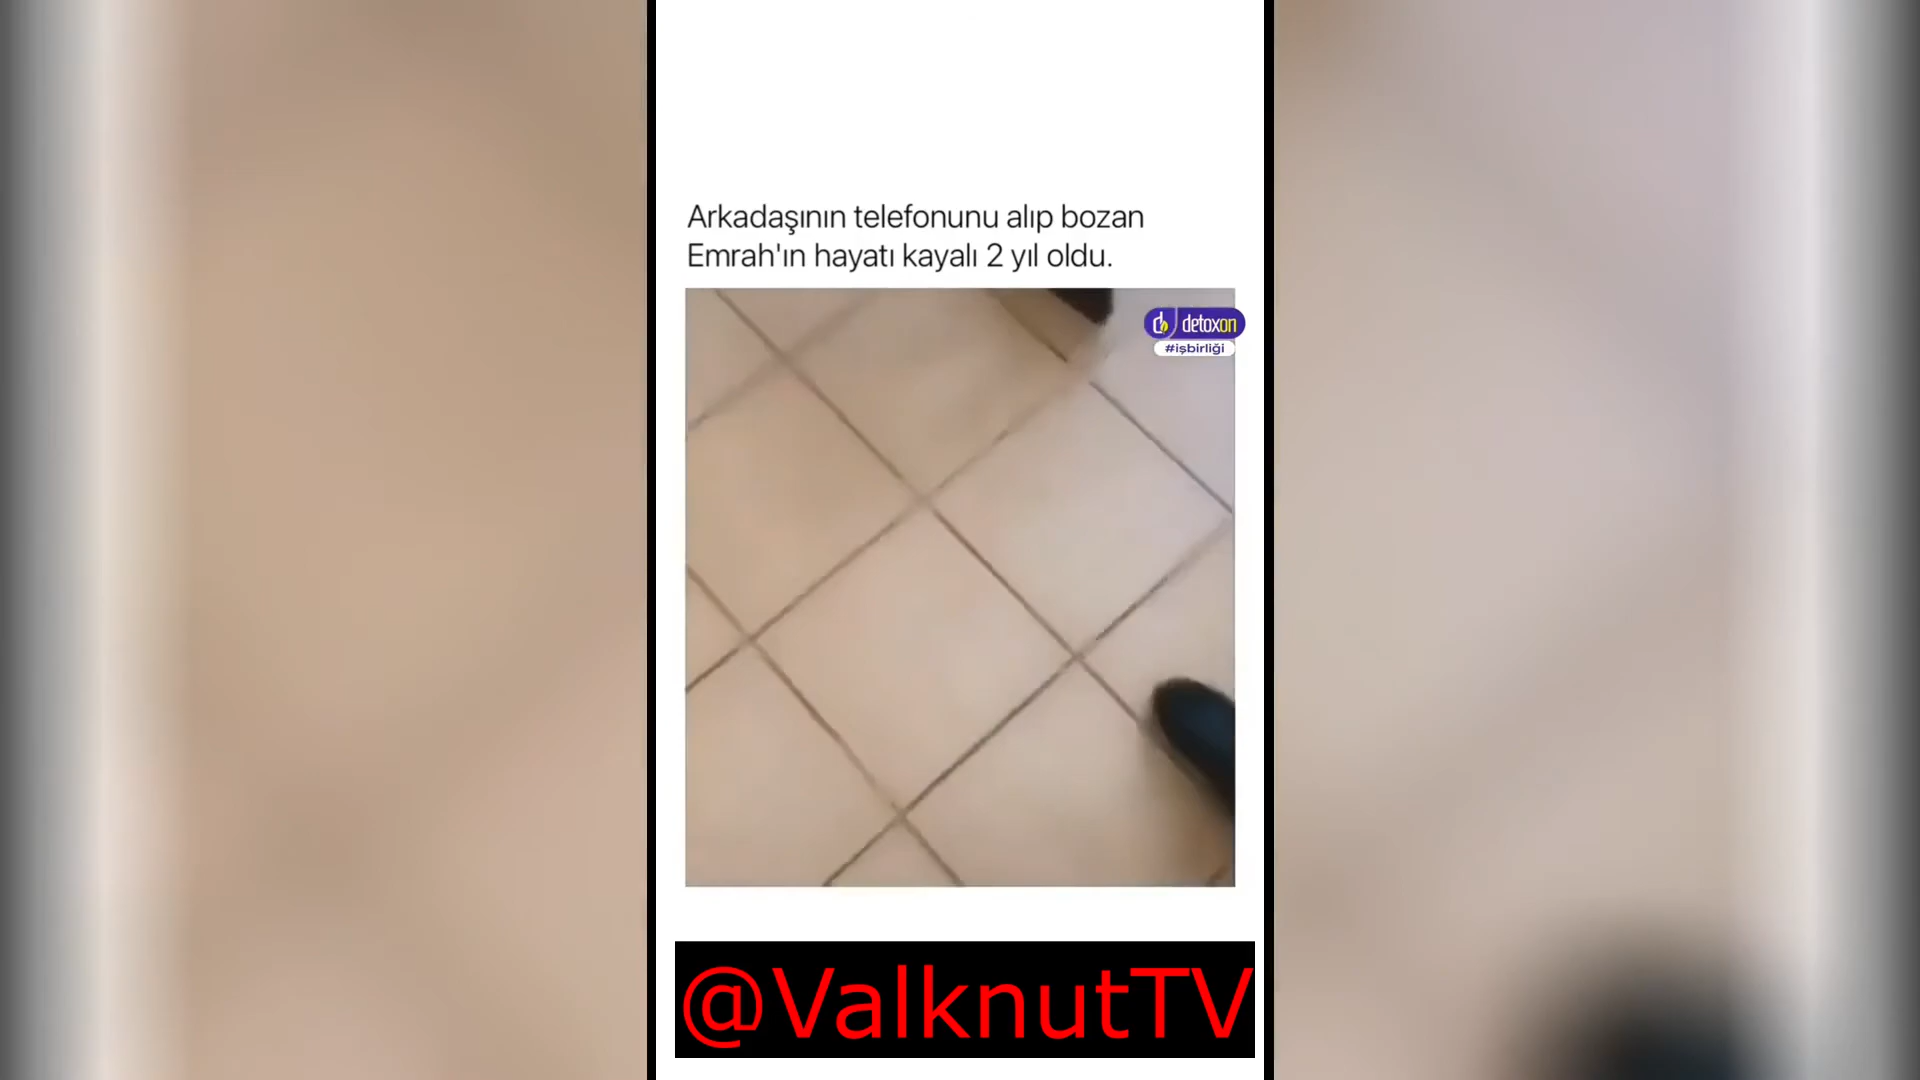 Arkadaşının telefonunu alıp bozan
Emrah'ın hayatı kayalı 2 yıl oldu.
detoxon
#işbirliği
@ValknutTV